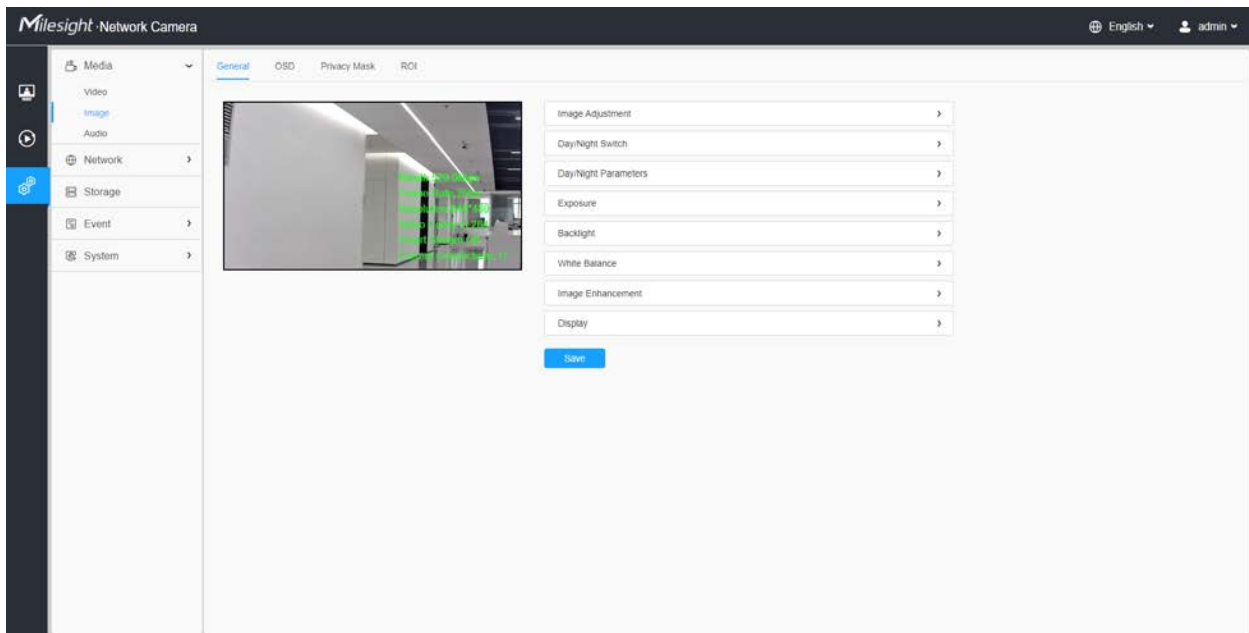 Milesight·Network Camera
English
admin
Media
Video
Image
Audio
Network
Storage
Event
System
General
OSD
Privacy Mask
ROI
Image Adjustment
Day/Night Switch
Day/Night Parameters
Exposure
Backlight
White Balance
Image Enhancement
Display
Save